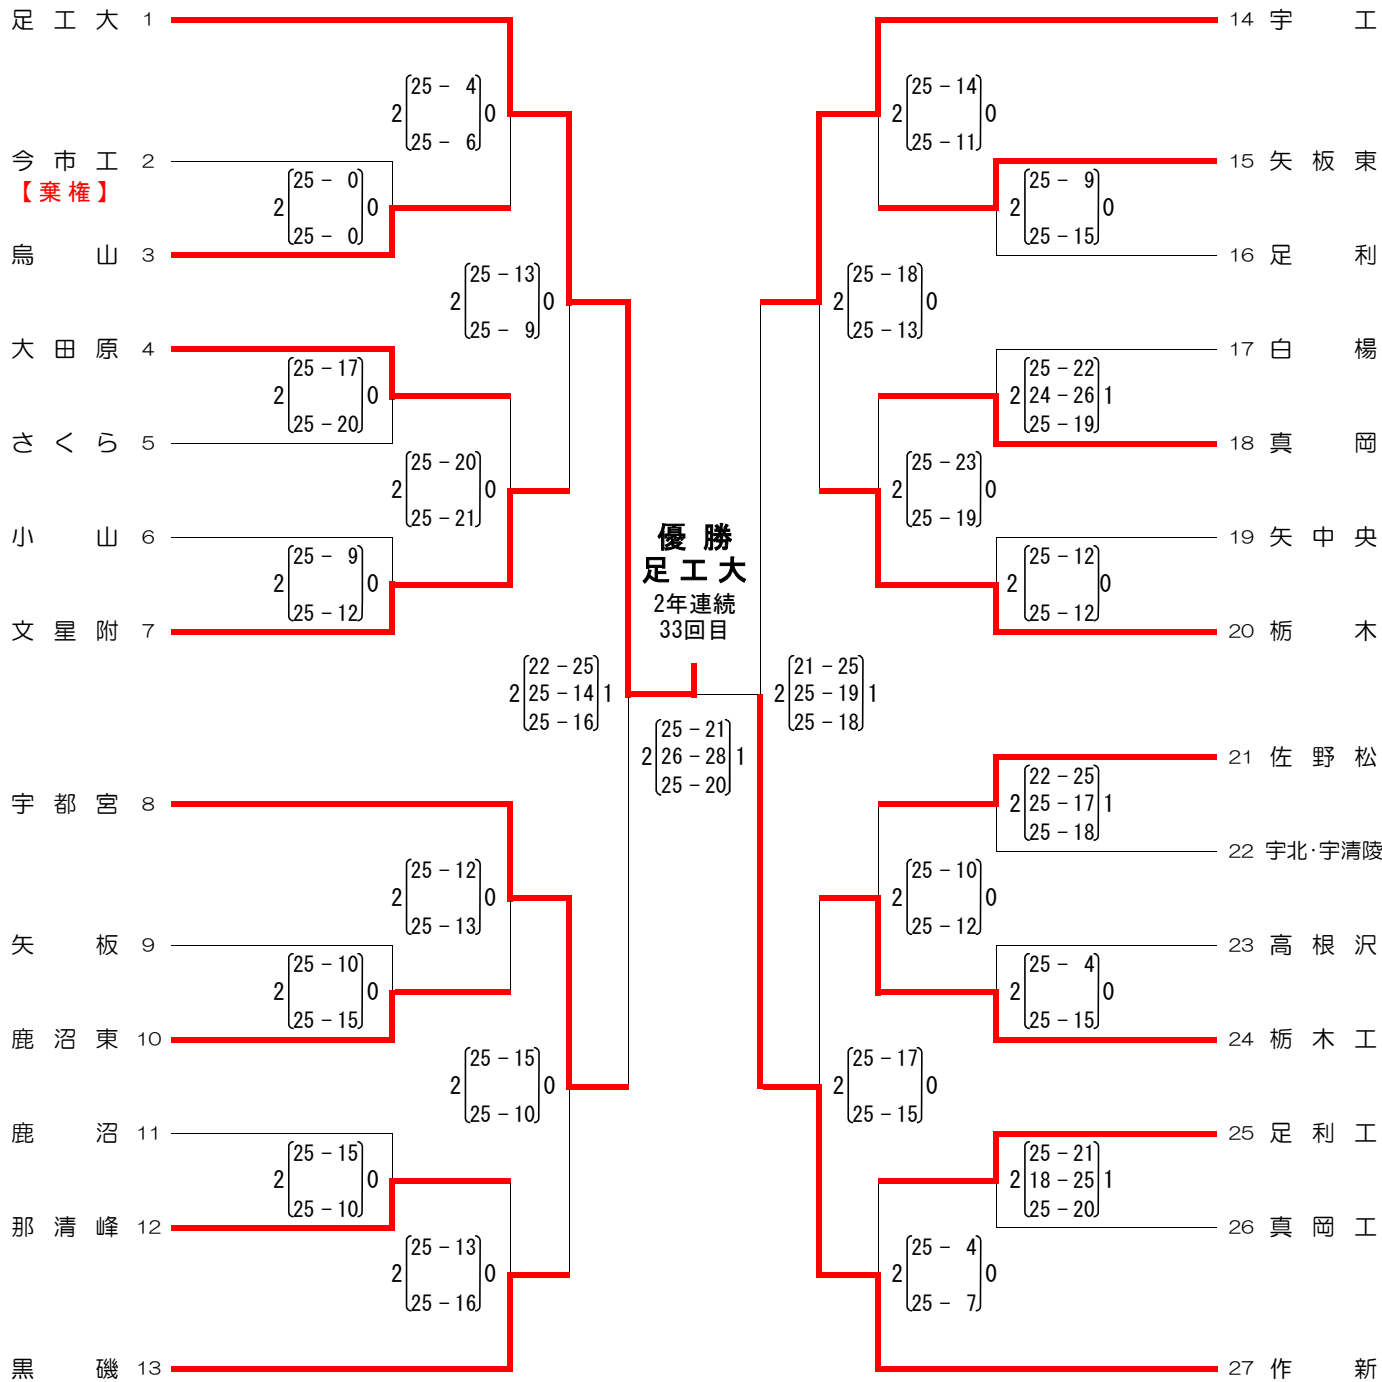 足工大 1
25 - 4
2 0
25 - 6
今市工 2
【棄権】
25 - 0
2 0
25 - 0
烏山 3
25 - 13
2 0
25 - 9
大田原 4
25 - 17
2 0
25 - 20
さくら 5
25 - 20
2 0
25 - 21
小山 6
25 - 9
2 0
25 - 12
文星附 7
22 - 25
2 25 - 14 1
25 - 16
宇都宮 8
25 - 12
2 0
25 - 13
矢板 9
25 - 10
2 0
25 - 15
鹿沼東 10
25 - 15
2 0
25 - 10
鹿沼 11
25 - 15
2 0
25 - 10
那清峰 12
25 - 13
2 0
25 - 16
黒磯 13
優勝
足工大
2年連続
33回目
25 - 21
2 26 - 28 1
25 - 20
14 宇工
25 - 14
2 0
25 - 11
15 矢板東
25 - 9
2 0
25 - 15
16 足利
25 - 18
2 0
25 - 13
17 白楊
25 - 22
2 24 - 26 1
25 - 19
18 真岡
25 - 23
2 0
25 - 19
19 矢中央
25 - 12
2 0
25 - 12
20 栃木
21 - 25
2 25 - 19 1
25 - 18
21 佐野松
22 - 25
2 25 - 17 1
25 - 18
22 宇北・宇清陵
25 - 10
2 0
25 - 12
23 高根沢
25 - 4
2 0
25 - 15
24 栃木工
25 - 17
2 0
25 - 15
25 足利工
25 - 21
2 18 - 25 1
25 - 20
26 真岡工
25 - 4
2 0
25 - 7
27 作新